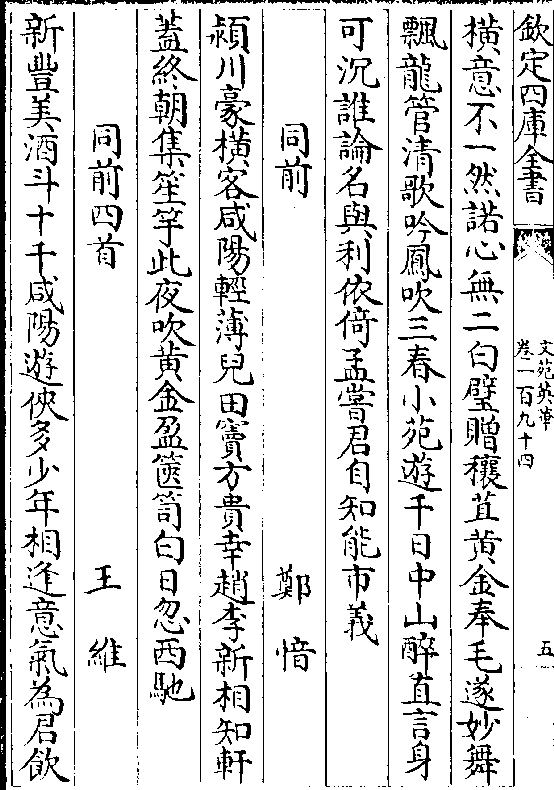 欽定四庫全書
文苑英華
卷一百九十四
五
橫意不一然諾心無二白璧贈穰苴黃金奉毛遂妙舞
飄龍管清歌吟鳳吹三春小苑遊千日中山醉直言身
可沉誰論名與利依倚孟嘗君自知能市義
同前 鄭愔
潁川豪橫客咸陽輕薄兒田竇方貴幸趙李新相知軒
蓋終朝集笙竽此夜吹黃金盈篋笥白日忽西馳
同前四首 王維
新豐美酒斗十千咸陽遊俠多少年相逢意氣為君飲